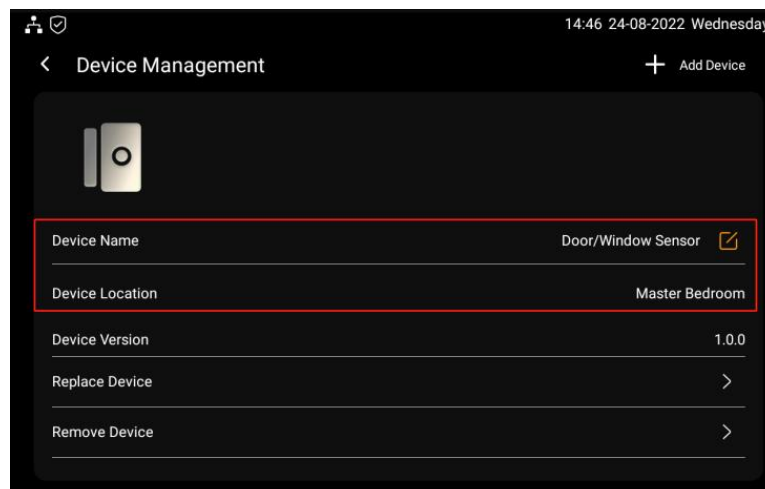 14:46 24-08-2022 Wednesday
Device Management
Add Device
Device Name Door/Window Sensor
Device Location Master Bedroom
Device Version 1.0.0
Replace Device
Remove Device